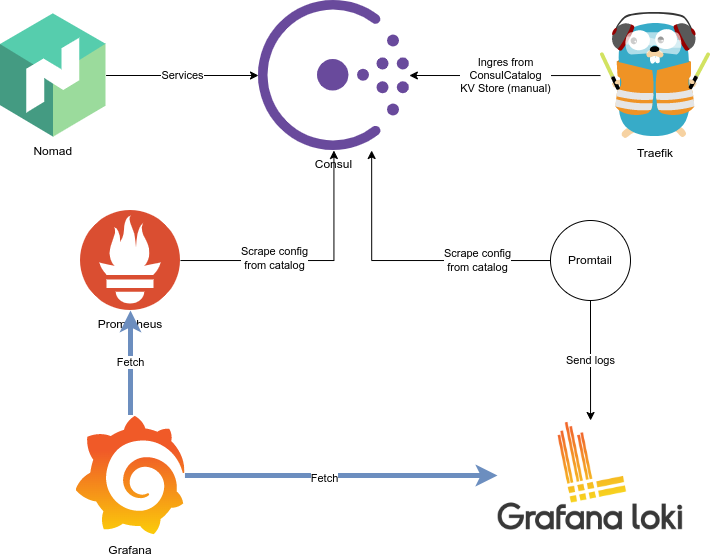 Services
Ingres from
ConsulCatalog
KV Store (manual)
Nomad
Consul
Traefik
Scrape config
from catalog
Scrape config
from catalog
Promtail
Prometheus
Fetch
Send logs
Fetch
Grafana loki
Grafana